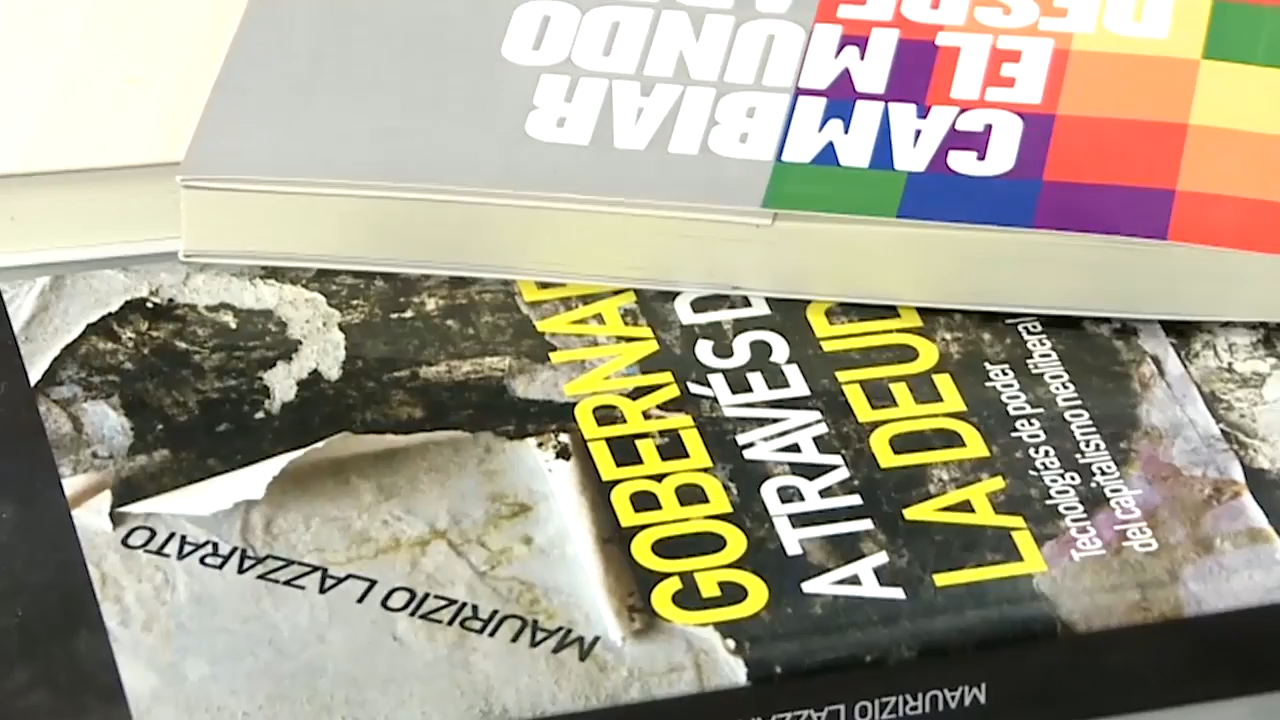 CAMBIAR
EL MUNDO
DESDE
GOBERNAR
A TRAVÉS D
LA DEUD
Tecnologías de poder
del capitalismo neoliberal
MAURIZIO LAZZARATO
MAURIZIO LAZZA